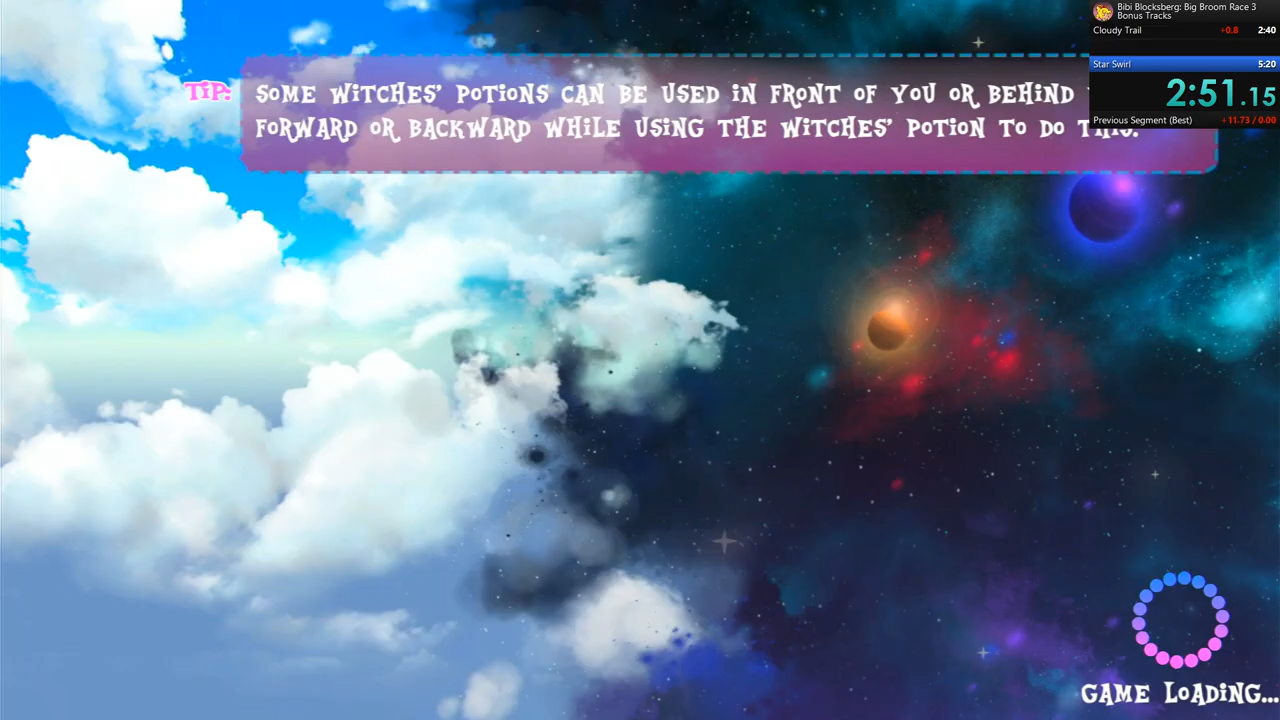 Bibi Blocksberg: Big Broom Race 3
Bonus Tracks
Cloudy Trail +0.8 2:40
Star Swirl 5:20
2:51.15
Previous Segment (Best) +11.73 / 0.00
TIP: SOME WITCHES' POTIONS CAN BE USED IN FRONT OF YOU OR BEHIND
FORWARD OR BACKWARD WHILE USING THE WITCHES' POTION TO DO THIS.
GAME LOADING...